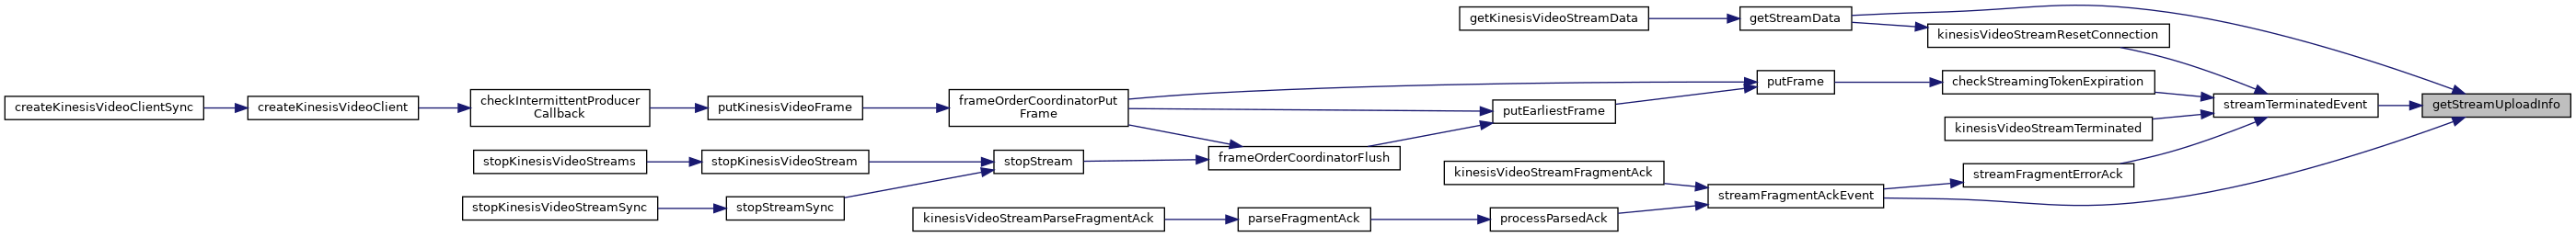 getKinesisVideoStreamData
getStreamData
kinesisVideoStreamResetConnection
createKinesisVideoClientSync
createKinesisVideoClient
checkIntermittentProducer
Callback
putKinesisVideoFrame
frameOrderCoordinatorPut
Frame
putEarliestFrame
putFrame
checkStreamingTokenExpiration
streamTerminatedEvent
getStreamUploadInfo
kinesisVideoStreamTerminated
stopKinesisVideoStreams
stopKinesisVideoStream
stopStream
frameOrderCoordinatorFlush
kinesisVideoStreamFragmentAck
streamFragmentErrorAck
streamFragmentAckEvent
stopKinesisVideoStreamSync
stopStreamSync
kinesisVideoStreamParseFragmentAck
parseFragmentAck
processParsedAck